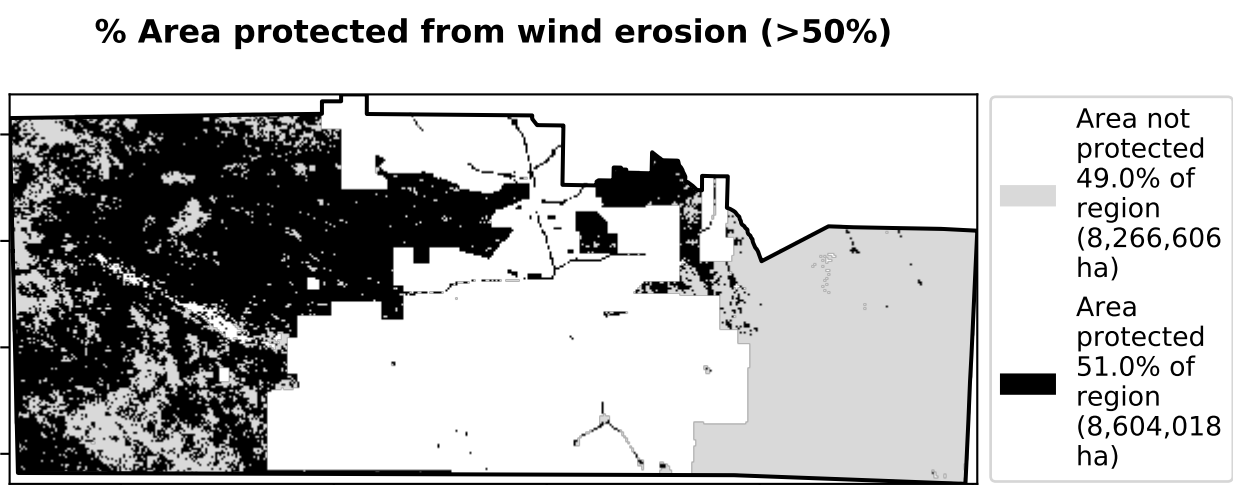 % Area protected from wind erosion (>50%)
Area not
protected
49.0% of
region
(8,266,606
ha)
Area
protected
51.0% of
region
(8,604,018
ha)